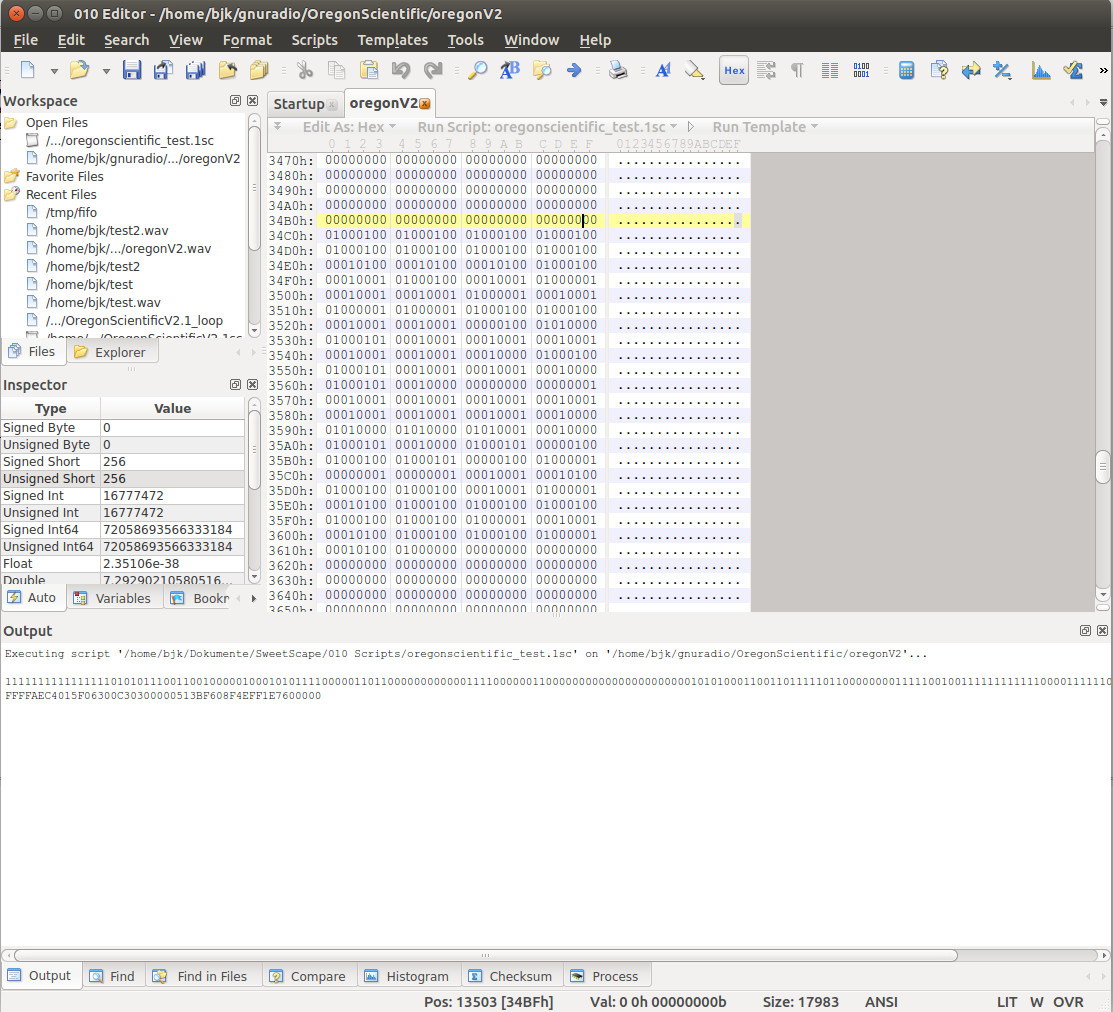 010 Editor - /home/bjk/gnuradio/OregonScientific/oregonV2
File Edit Search View Format Scripts Templates Tools Window Help
Hex
Workspace
Open Files
/.../oregonscientific_test.1sc
/home/bjk/gnuradio/.../oregonV2
Favorite Files
Recent Files
/tmp/fifo
/home/bjk/test2.wav
/home/bjk/.../oregonV2.wav
/home/bjk/test2
/home/bjk/test
/home/bjk/test.wav
/.../OregonScientificV2.1_loop
Files Explorer
Inspector
Type Value
Signed Byte 0
Unsigned Byte 0
Signed Short 256
Unsigned Short 256
Signed Int 16777472
Unsigned Int 16777472
Signed Int64 72058693566333184
Unsigned Int64 72058693566333184
Float 2.35106e-38
Double 7.29290210580516...
Auto Variables Bookr
Startup oregonV2
Edit As: Hex Run Script: oregonscientific_test.1sc Run Template
0 1 2 3 4 5 6 7 8 9 A B C D E F 0123456789ABCDEF
3470h: 00000000 00000000 00000000 00000000 ................
3480h: 00000000 00000000 00000000 00000000 ................
3490h: 00000000 00000000 00000000 00000000 ................
34A0h: 00000000 00000000 00000000 00000000 ................
34B0h: 00000000 00000000 00000000 00000000 ................
34C0h: 01000100 01000100 01000100 01000100 ................
34D0h: 01000100 01000100 01000100 01000100 ................
34E0h: 00010100 00010100 00010100 01000100 ................
34F0h: 00010001 01000100 00010001 01000001 ................
3500h: 00010001 00010001 01000001 00010001 ................
3510h: 01000001 01000001 01000100 01000100 ................
3520h: 00010001 00010001 00000100 01010000 ................
3530h: 01000101 00010001 00010001 00010001 ................
3540h: 00010001 00010001 00010001 01000100 ................
3550h: 01000101 00010001 00010001 00010000 ................
3560h: 01000101 00010000 00000000 00000001 ................
3570h: 00010001 00010001 00010001 00010001 ................
3580h: 00010001 00010001 00010001 00010000 ................
3590h: 01010000 01010000 01010001 00010000 ................
35A0h: 01000101 00010001 01000101 00000100 ................
35B0h: 01000100 01000101 00000100 01000001 ................
35C0h: 00000001 00000001 00010001 00010100 ................
35D0h: 01000100 01000100 00010001 01000001 ................
35E0h: 00010100 01000100 01000100 01000100 ................
35F0h: 01000100 01000100 01000001 00010001 ................
3600h: 00010100 01000100 01000100 01000001 ................
3610h: 00010100 01000000 00000000 00000000 ................
3620h: 00000000 00000000 00000000 00000000 ................
3630h: 00000000 00000000 00000000 00000000 ................
3640h: 00000000 00000000 00000000 00000000 ................
3650h: 00000000 00000000 00000000 00000000
Output
Executing script '/home/bjk/Dokumente/SweetScape/010 Scripts/oregonscientific_test.1sc' on '/home/bjk/gnuradio/OregonScientific/oregonV2'...
FFFFAEC4015F06300C30300000513BF608F4EFF1E7600000
Output Find Find in Files Compare Histogram Checksum Process
Pos: 13503 [34BFh] Val: 0 0h 00000000b Size: 17983 ANSI LIT W OVR